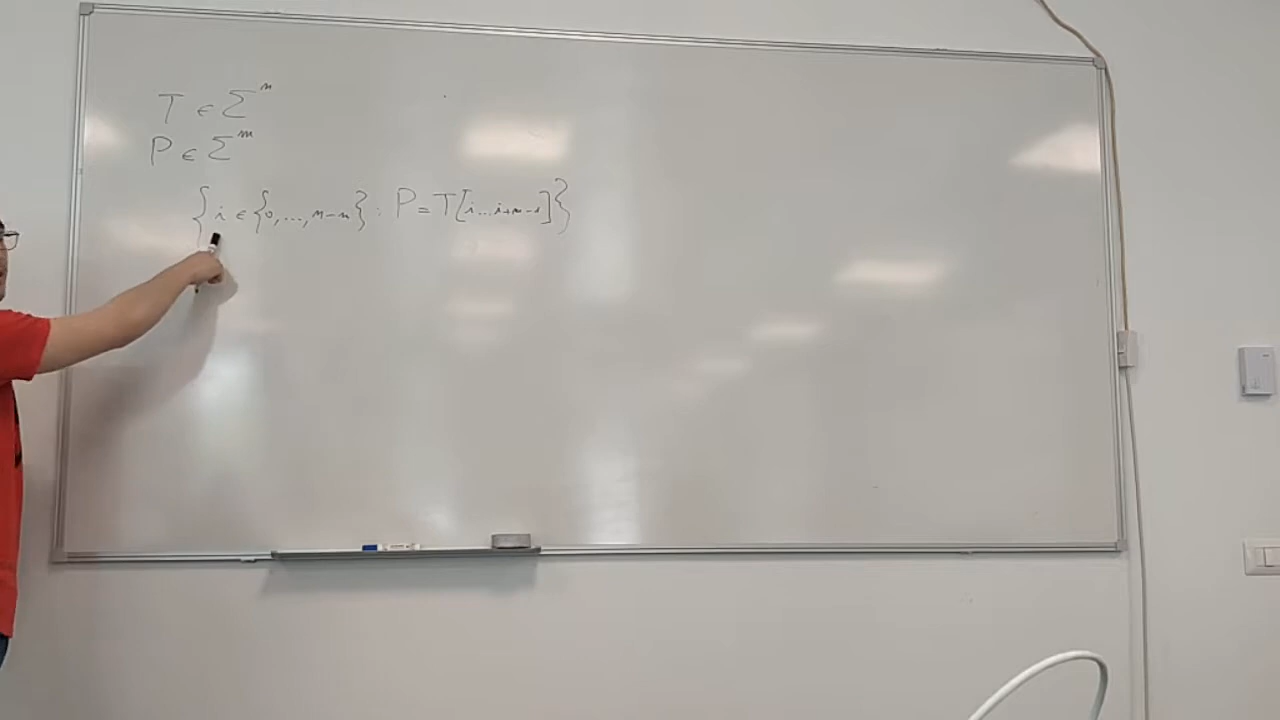 T ∈ Σ^n
P ∈ Σ^m
{ i ∈ {0, ..., n-m} : P = T[i...i+m-1] }